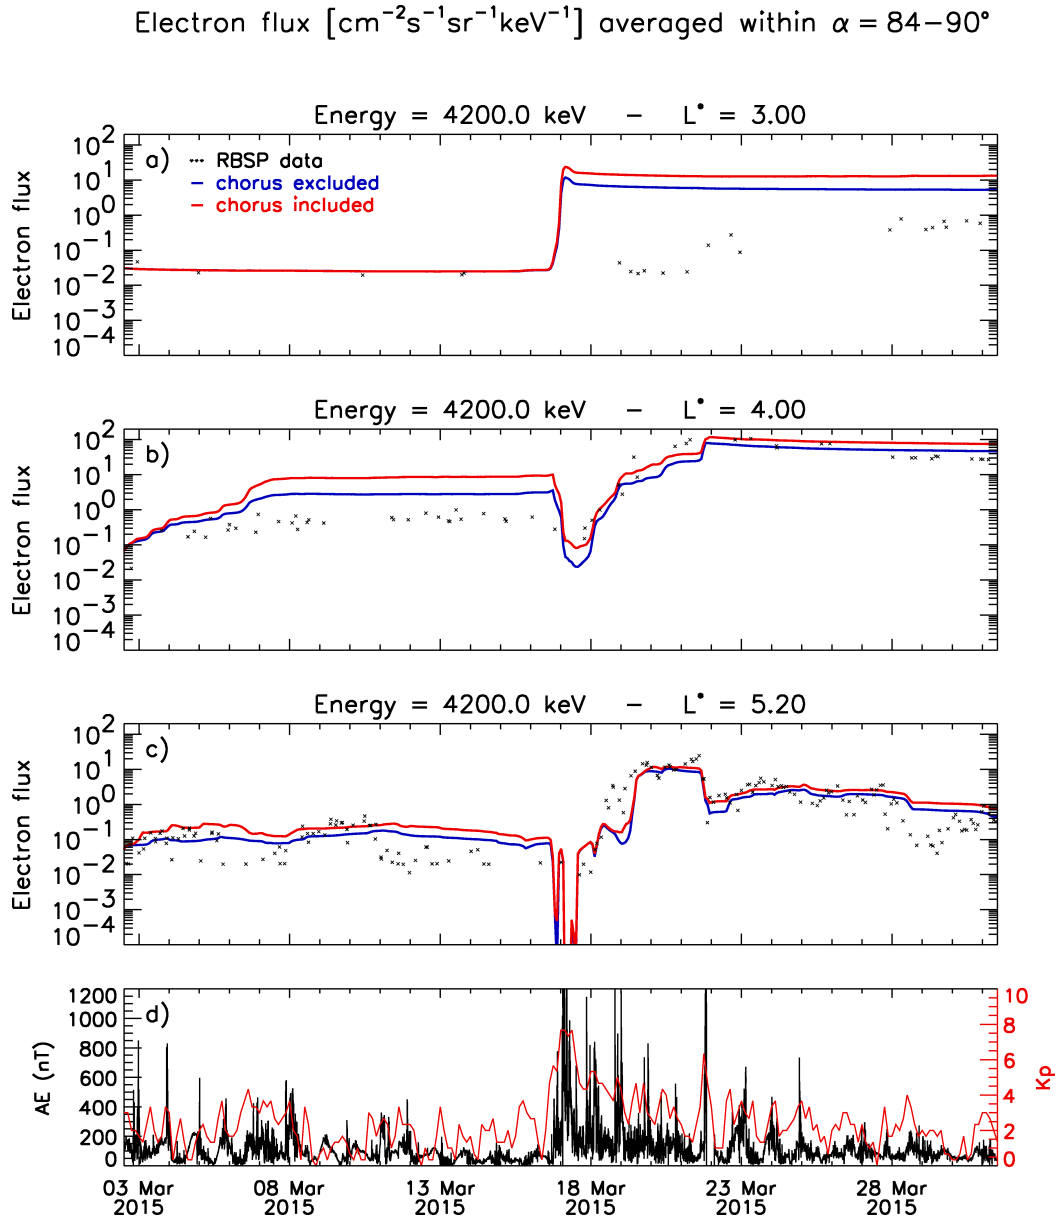 Electron flux [cm⁻²s⁻¹sr⁻¹keV⁻¹] averaged within α = 84−90°
Energy = 4200.0 keV − L* = 3.00
a)
RBSP data
chorus excluded
chorus included
Electron flux
10²
10¹
10⁰
10⁻¹
10⁻²
10⁻³
10⁻⁴
Energy = 4200.0 keV − L* = 4.00
b)
Electron flux
10²
10¹
10⁰
10⁻¹
10⁻²
10⁻³
10⁻⁴
Energy = 4200.0 keV − L* = 5.20
c)
Electron flux
10²
10¹
10⁰
10⁻¹
10⁻²
10⁻³
10⁻⁴
d)
AE (nT)
1200
1000
800
600
400
200
0
10
8
6
4
2
0
Kp
03 Mar 08 Mar 13 Mar 18 Mar 23 Mar 28 Mar
2015 2015 2015 2015 2015 2015